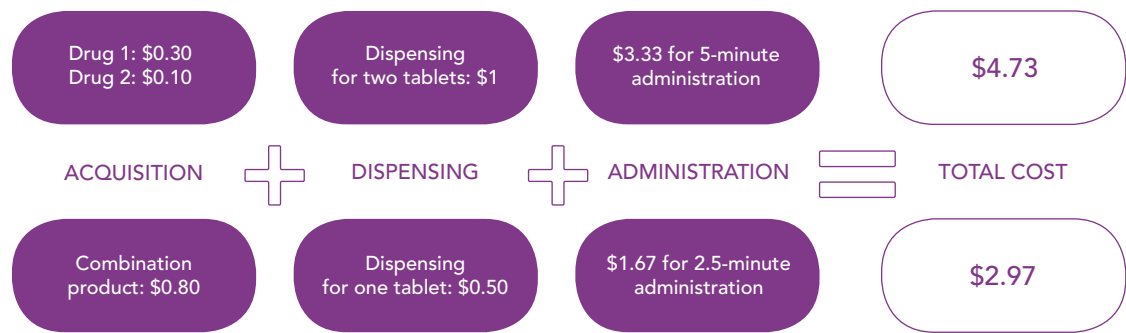 Drug 1: $0.30
Drug 2: $0.10
Dispensing
for two tablets: $1
$3.33 for 5-minute
administration
$4.73
ACQUISITION
DISPENSING
ADMINISTRATION
TOTAL COST
Combination
product: $0.80
Dispensing
for one tablet: $0.50
$1.67 for 2.5-minute
administration
$2.97